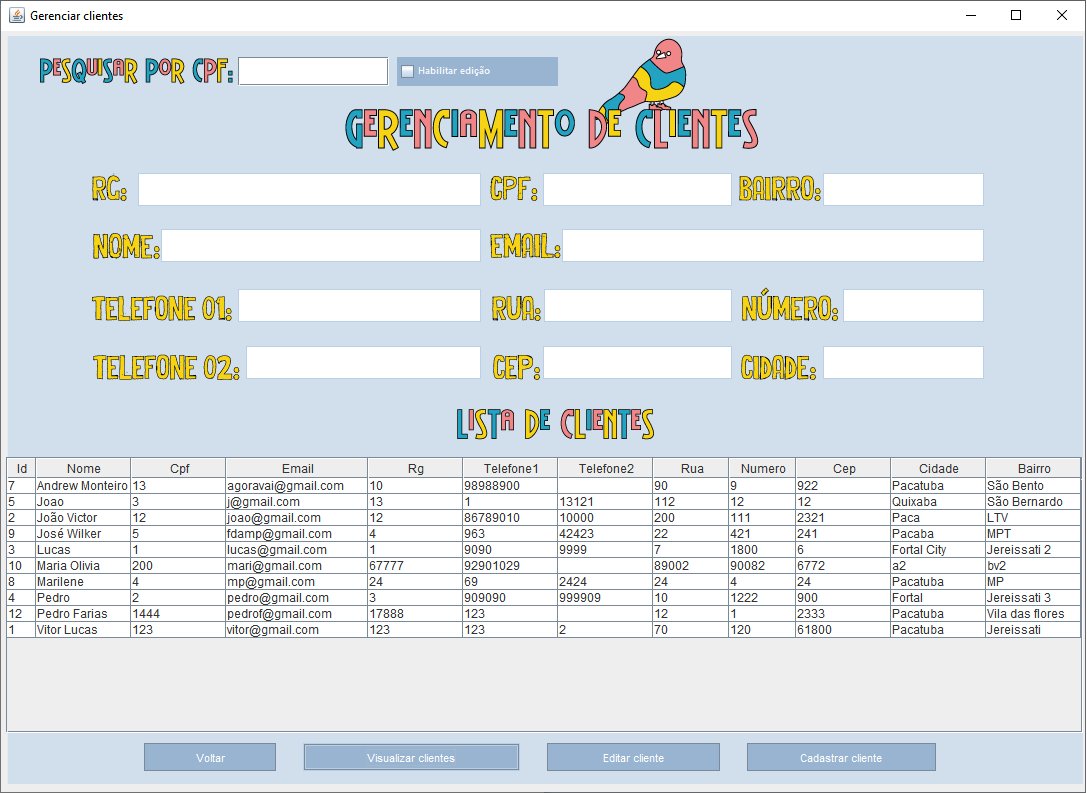 Gerenciar clientes
PESQUISAR POR CPF: Habilitar edição
GERENCIAMENTO DE CLIENTES
RG: CPF: BAIRRO:
NOME: EMAIL:
TELEFONE 01: RUA: NÚMERO:
TELEFONE 02: CEP: CIDADE:
LISTA DE CLIENTES
Id Nome Cpf Email Rg Telefone1 Telefone2 Rua Numero Cep Cidade Bairro
7 Andrew Monteiro 13 agoravai@gmail.com 10 98988900 90 9 922 Pacatuba São Bento
5 Joao 3 j@gmail.com 13 1 13121 112 12 12 Quixaba São Bernardo
2 João Victor 12 joao@gmail.com 12 86789010 10000 200 111 2321 Paca LTV
9 José Wilker 5 fdamp@gmail.com 4 963 42423 22 421 241 Pacaba MPT
3 Lucas 1 lucas@gmail.com 1 9090 9999 7 1800 6 Fortal City Jereissati 2
10 Maria Olivia 200 mari@gmail.com 67777 92901029 89002 90082 6772 a2 bv2
8 Marilene 4 mp@gmail.com 24 69 2424 24 4 24 Pacatuba MP
4 Pedro 2 pedro@gmail.com 3 909090 999909 10 1222 900 Fortal Jereissati 3
12 Pedro Farias 1444 pedrof@gmail.com 17888 123 12 1 2333 Pacatuba Vila das flores
1 Vitor Lucas 123 vitor@gmail.com 123 123 2 70 120 61800 Pacatuba Jereissati
Voltar Visualizar clientes Editar cliente Cadastrar cliente